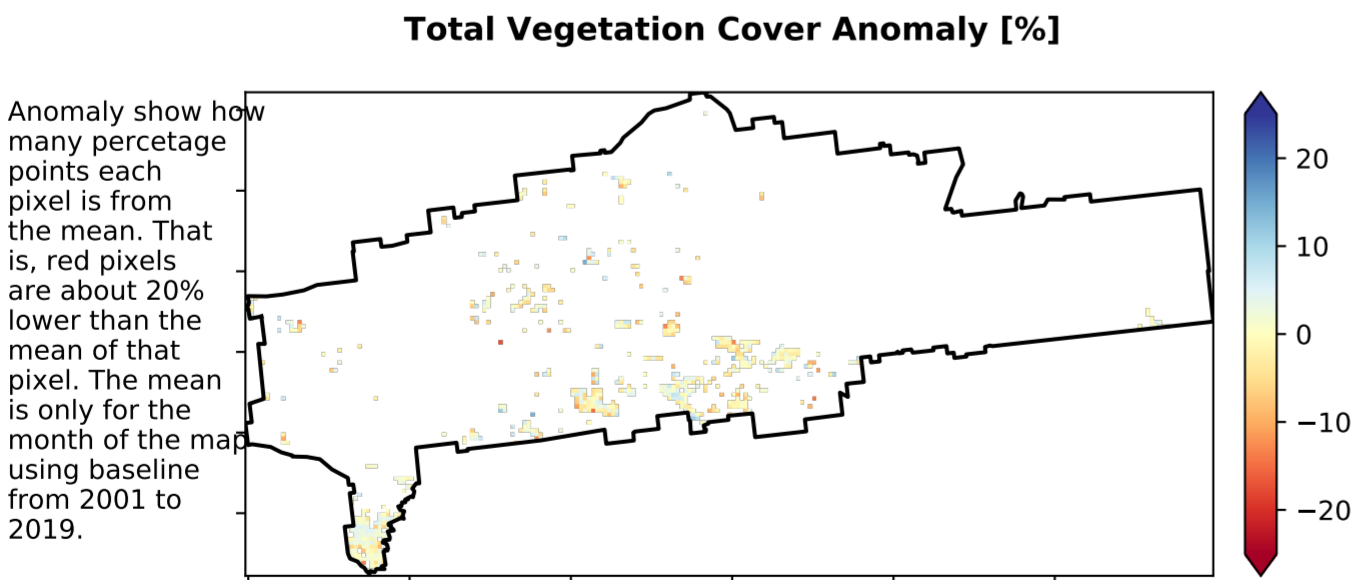 Total Vegetation Cover Anomaly [%]
Anomaly show how
many percetage
points each
pixel is from
the mean. That
is, red pixels
are about 20%
lower than the
mean of that
pixel. The mean
is only for the
month of the map
using baseline
from 2001 to
2019.
20
10
0
−10
−20